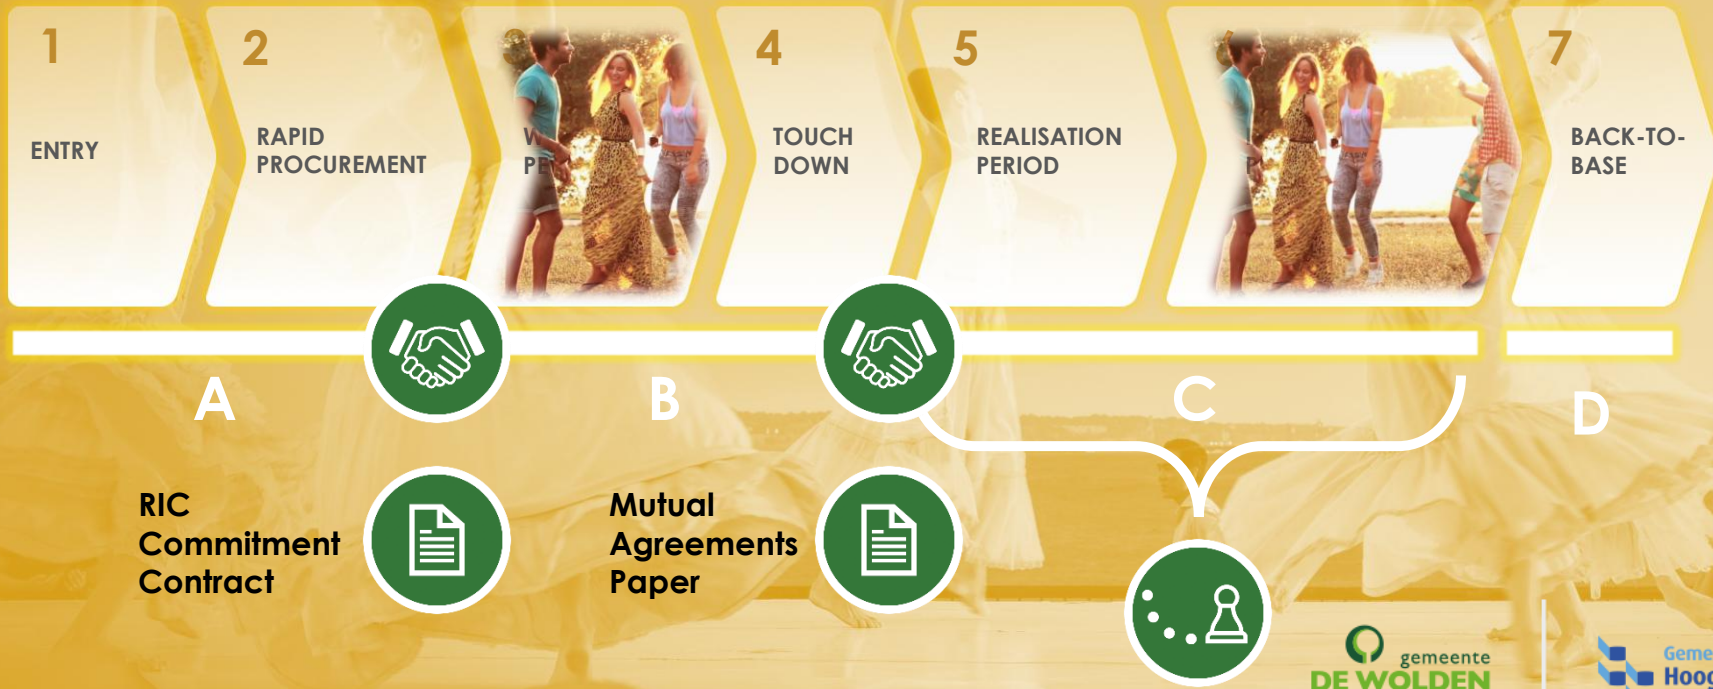 1
ENTRY
2
RAPID
PROCUREMENT
4
TOUCH
DOWN
5
REALISATION
PERIOD
7
BACK-TO-
BASE
A
B
C
D
RIC
Commitment
Contract
Mutual
Agreements
Paper
gemeente
DE WOLDEN